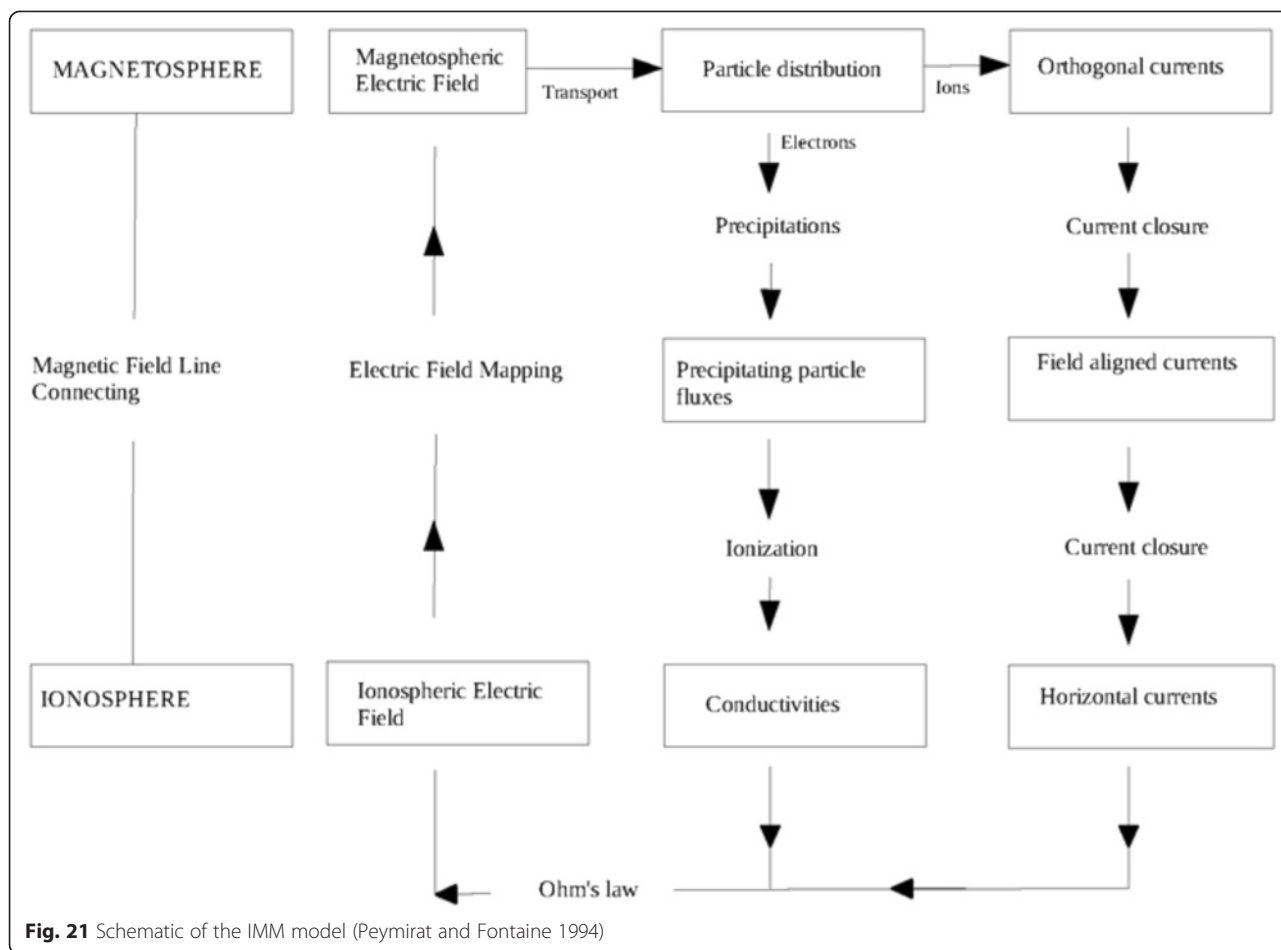 MAGNETOSPHERE
Magnetospheric
Electric Field
Transport
Particle distribution
Ions
Orthogonal currents
Electrons
Precipitations
Current closure
Magnetic Field Line
Connecting
Electric Field Mapping
Precipitating particle
fluxes
Field aligned currents
Ionization
Current closure
IONOSPHERE
Ionospheric Electric
Field
Conductivities
Horizontal currents
Ohm's law
Fig. 21 Schematic of the IMM model (Peymirat and Fontaine 1994)